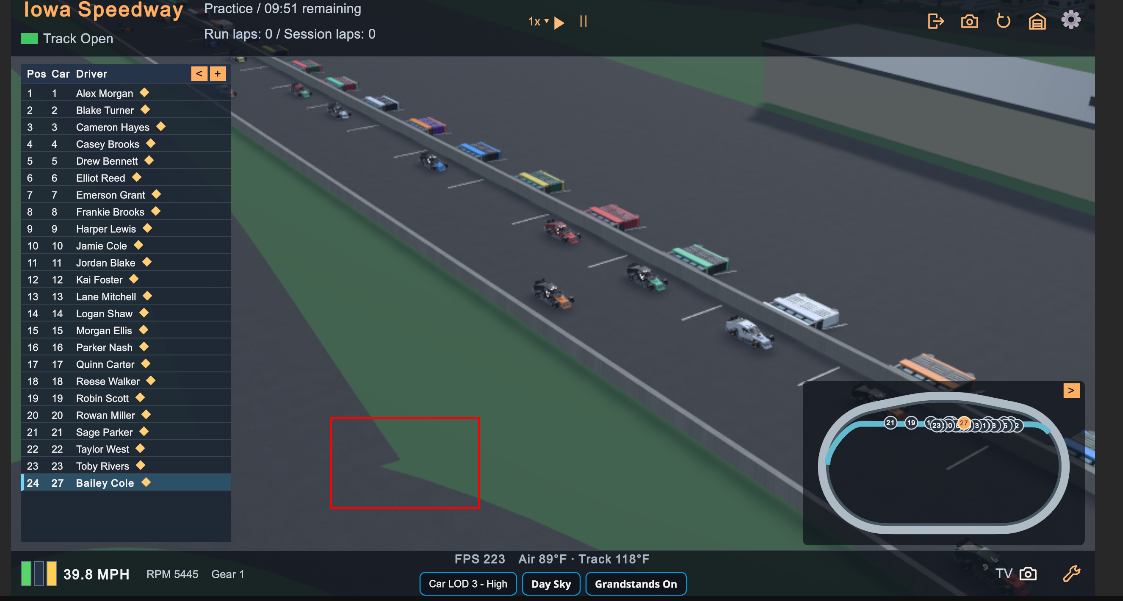 Iowa Speedway
Practice / 09:51 remaining
Track Open
Run laps: 0 / Session laps: 0
1x
Pos Car Driver < +
1 1 Alex Morgan
2 2 Blake Turner
3 3 Cameron Hayes
4 4 Casey Brooks
5 5 Drew Bennett
6 6 Elliot Reed
7 7 Emerson Grant
8 8 Frankie Brooks
9 9 Harper Lewis
10 10 Jamie Cole
11 11 Jordan Blake
12 12 Kai Foster
13 13 Lane Mitchell
14 14 Logan Shaw
15 15 Morgan Ellis
16 16 Parker Nash
17 17 Quinn Carter
18 18 Reese Walker
19 19 Robin Scott
20 20 Rowan Miller
21 21 Sage Parker
22 22 Taylor West
23 23 Toby Rivers
24 27 Bailey Cole
>
21 19 23 27 2
39.8 MPH RPM 5445 Gear 1
FPS 223 Air 89°F · Track 118°F
Car LOD 3 - High Day Sky Grandstands On
TV